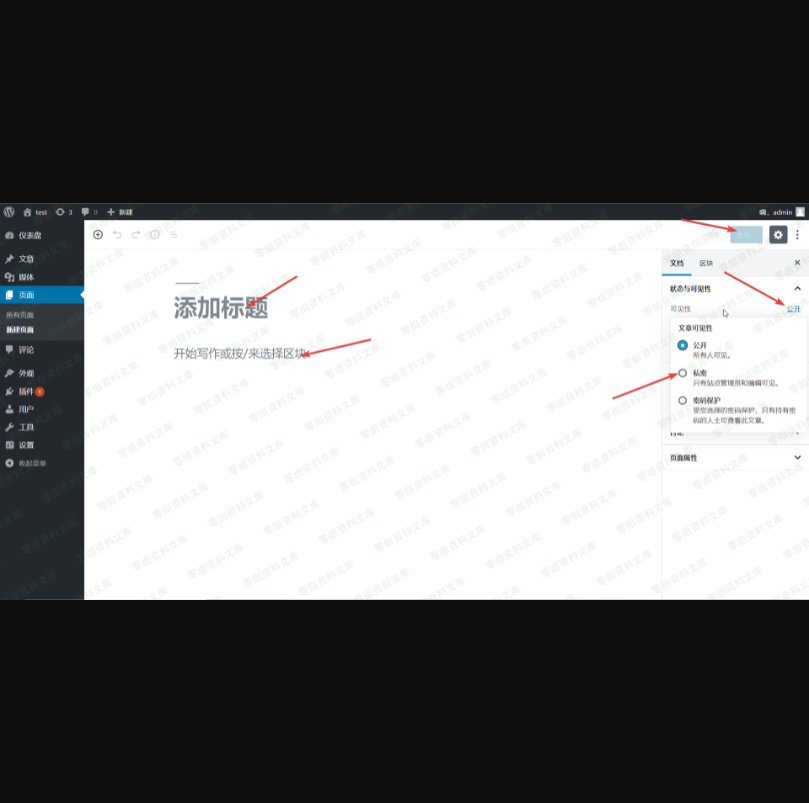 test 3 0 新建
admin
仪表盘
文章
媒体
页面
所有页面
新建页面
评论
外观
插件 1
用户
工具
设置
收起菜单
添加标题
开始写作或按/来选择区块
文档 区块
状态与可见性
可见性 公开
文章可见性
公开
所有人可见。
私密
只有站点管理员和编辑可见。
密码保护
受您选择的密码保护，只有持有密
码的人士可查看此文章。
页面属性
零组资料文库